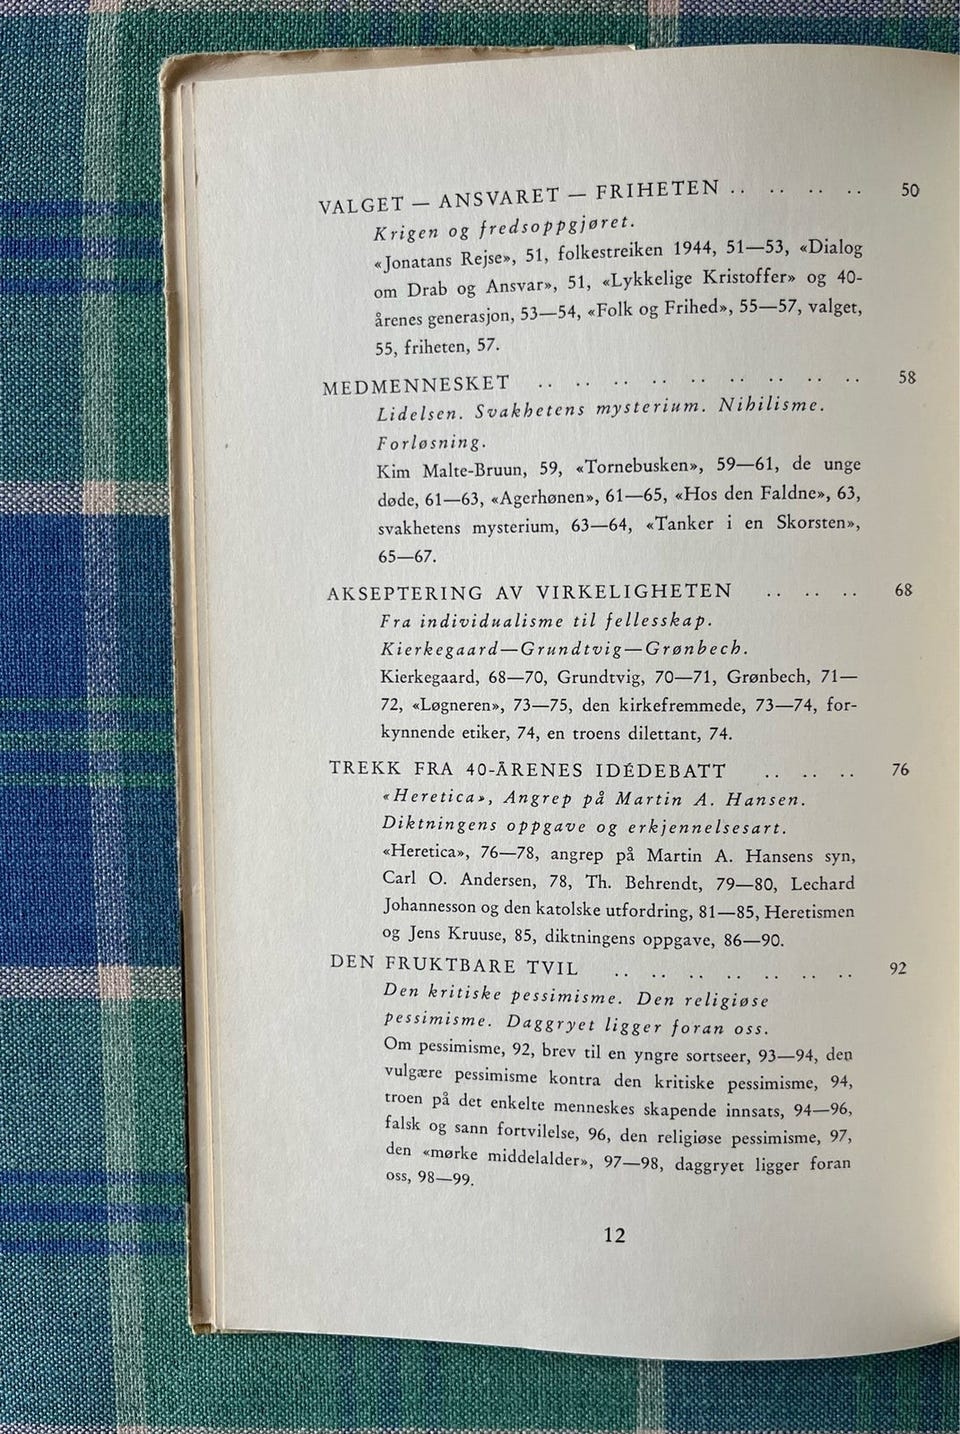 VALGET — ANSVARET — FRIHETEN .. .. .. .. 50
Krigen og fredsoppgjøret.
«Jonatans Rejse», 51, folkestreiken 1944, 51—53, «Dialog
om Drab og Ansvar», 51, «Lykkelige Kristoffer» og 40-
årenes generasjon, 53—54, «Folk og Frihed», 55—57, valget,
55, friheten, 57.
MEDMENNESKET .. .. .. .. .. .. .. .. .. 58
Lidelsen. Svakhetens mysterium. Nihilisme.
Forløsning.
Kim Malte-Bruun, 59, «Tornebusken», 59—61, de unge
døde, 61—63, «Agerhønen», 61—65, «Hos den Faldne», 63,
svakhetens mysterium, 63—64, «Tanker i en Skorsten»,
65—67.
AKSEPTERING AV VIRKELIGHETEN .. .. .. 68
Fra individualisme til fellesskap.
Kierkegaard—Grundtvig—Grønbech.
Kierkegaard, 68—70, Grundtvig, 70—71, Grønbech, 71—
72, «Løgneren», 73—75, den kirkefremmede, 73—74, for-
kynnende etiker, 74, en troens dilettant, 74.
TREKK FRA 40-ÅRENES IDÉDEBATT .. .. .. 76
«Heretica», Angrep på Martin A. Hansen.
Diktningens oppgave og erkjennelsesart.
«Heretica», 76—78, angrep på Martin A. Hansens syn,
Carl O. Andersen, 78, Th. Behrendt, 79—80, Lechard
Johannesson og den katolske utfordring, 81—85, Heretismen
og Jens Kruuse, 85, diktningens oppgave, 86—90.
DEN FRUKTBARE TVIL .. .. .. .. .. .. .. 92
Den kritiske pessimisme. Den religiøse
pessimisme. Daggryet ligger foran oss.
Om pessimisme, 92, brev til en yngre sortseer, 93—94, den
vulgære pessimisme kontra den kritiske pessimisme, 94,
troen på det enkelte menneskes skapende innsats, 94—96,
falsk og sann fortvilelse, 96, den religiøse pessimisme, 97,
den «mørke middelalder», 97—98, daggryet ligger foran
oss, 98—99.
12